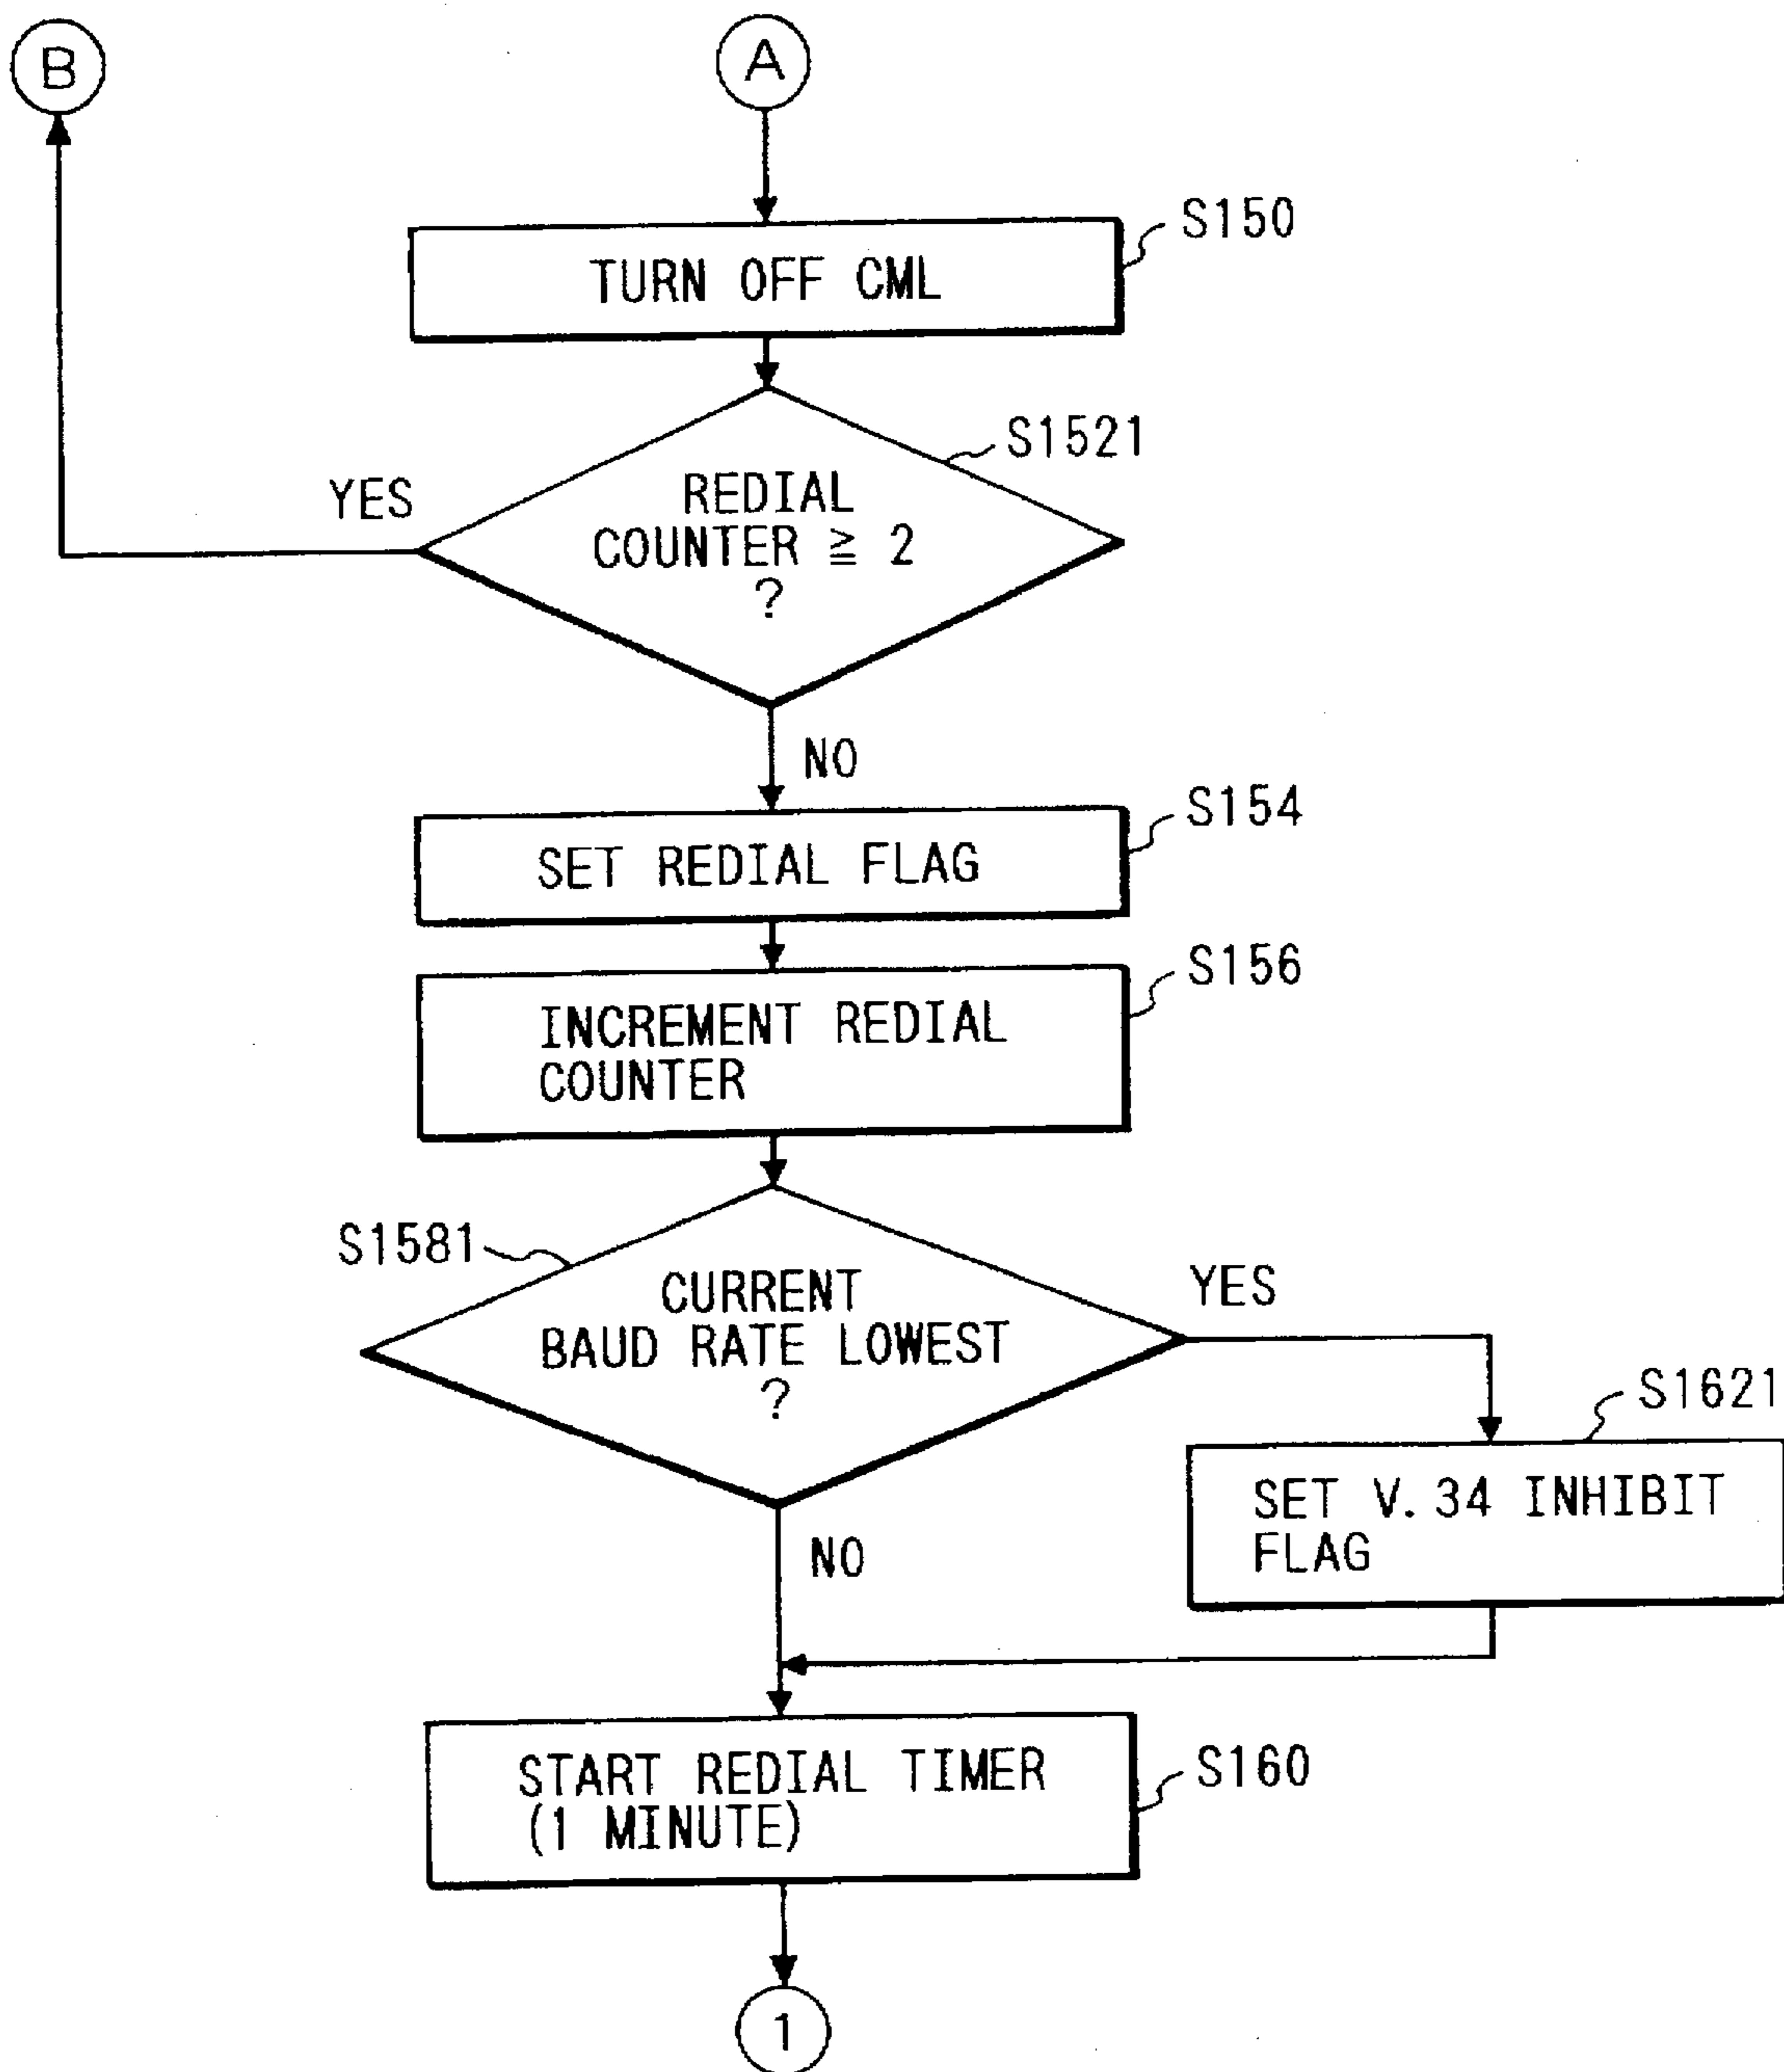 B
A
S150
TURN OFF CML
S1521
YES
REDIAL
COUNTER ≧ 2
?
NO
S154
SET REDIAL FLAG
S156
INCREMENT REDIAL
COUNTER
S1581
CURRENT
BAUD RATE LOWEST
?
YES
S1621
SET V.34 INHIBIT
FLAG
NO
S160
START REDIAL TIMER
(1 MINUTE)
1